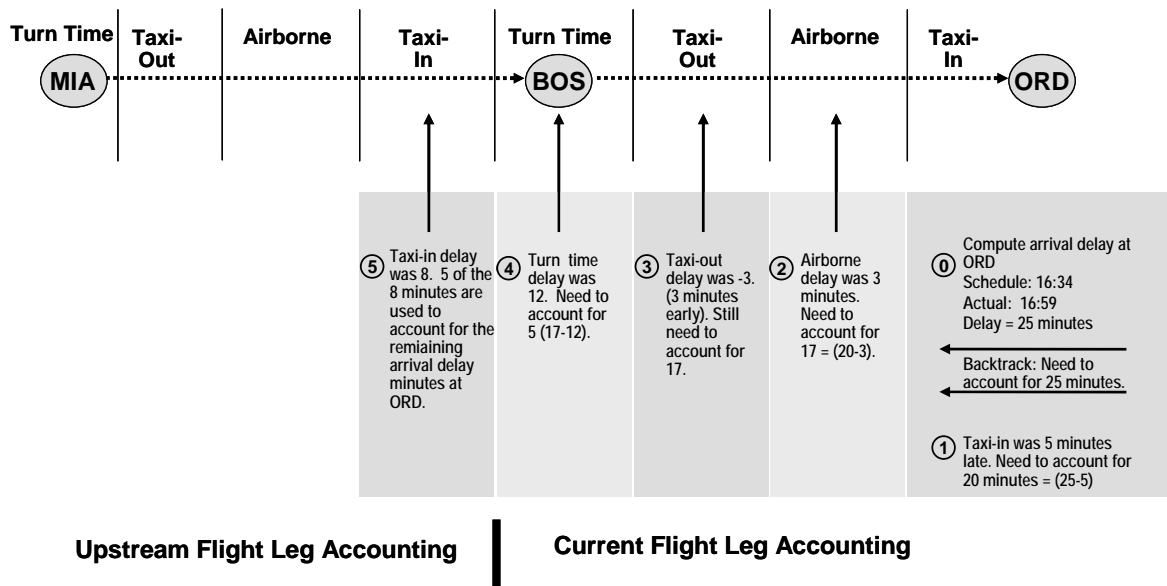 Turn Time
Taxi-
Out
Airborne
Taxi-
In
Turn Time
Taxi-
Out
Airborne
Taxi-
In
MIA
BOS
ORD
5 Taxi-in delay
was 8. 5 of the
8 minutes are
used to
account for the
remiaining
arrival delay
minutes at
ORD.
4 Turn time
delay was
12. Need to
account for
5 (17-12).
3 Taxi-out
delay was -3.
(3 minutes
early). Still
need to
account for
17.
2 Airborne
delay was 3
minutes.
Need to
account for
17 = (20-3).
0 Compute arrival delay at
ORD
Schedule: 16:34
Actual: 16:59
Delay = 25 minutes
Backtrack: Need to
account for 25 minutes.
1 Taxi-in was 5 minutes
late. Need to account for
20 minutes = (25-5)
Upstream Flight Leg Accounting
Current Flight Leg Accounting